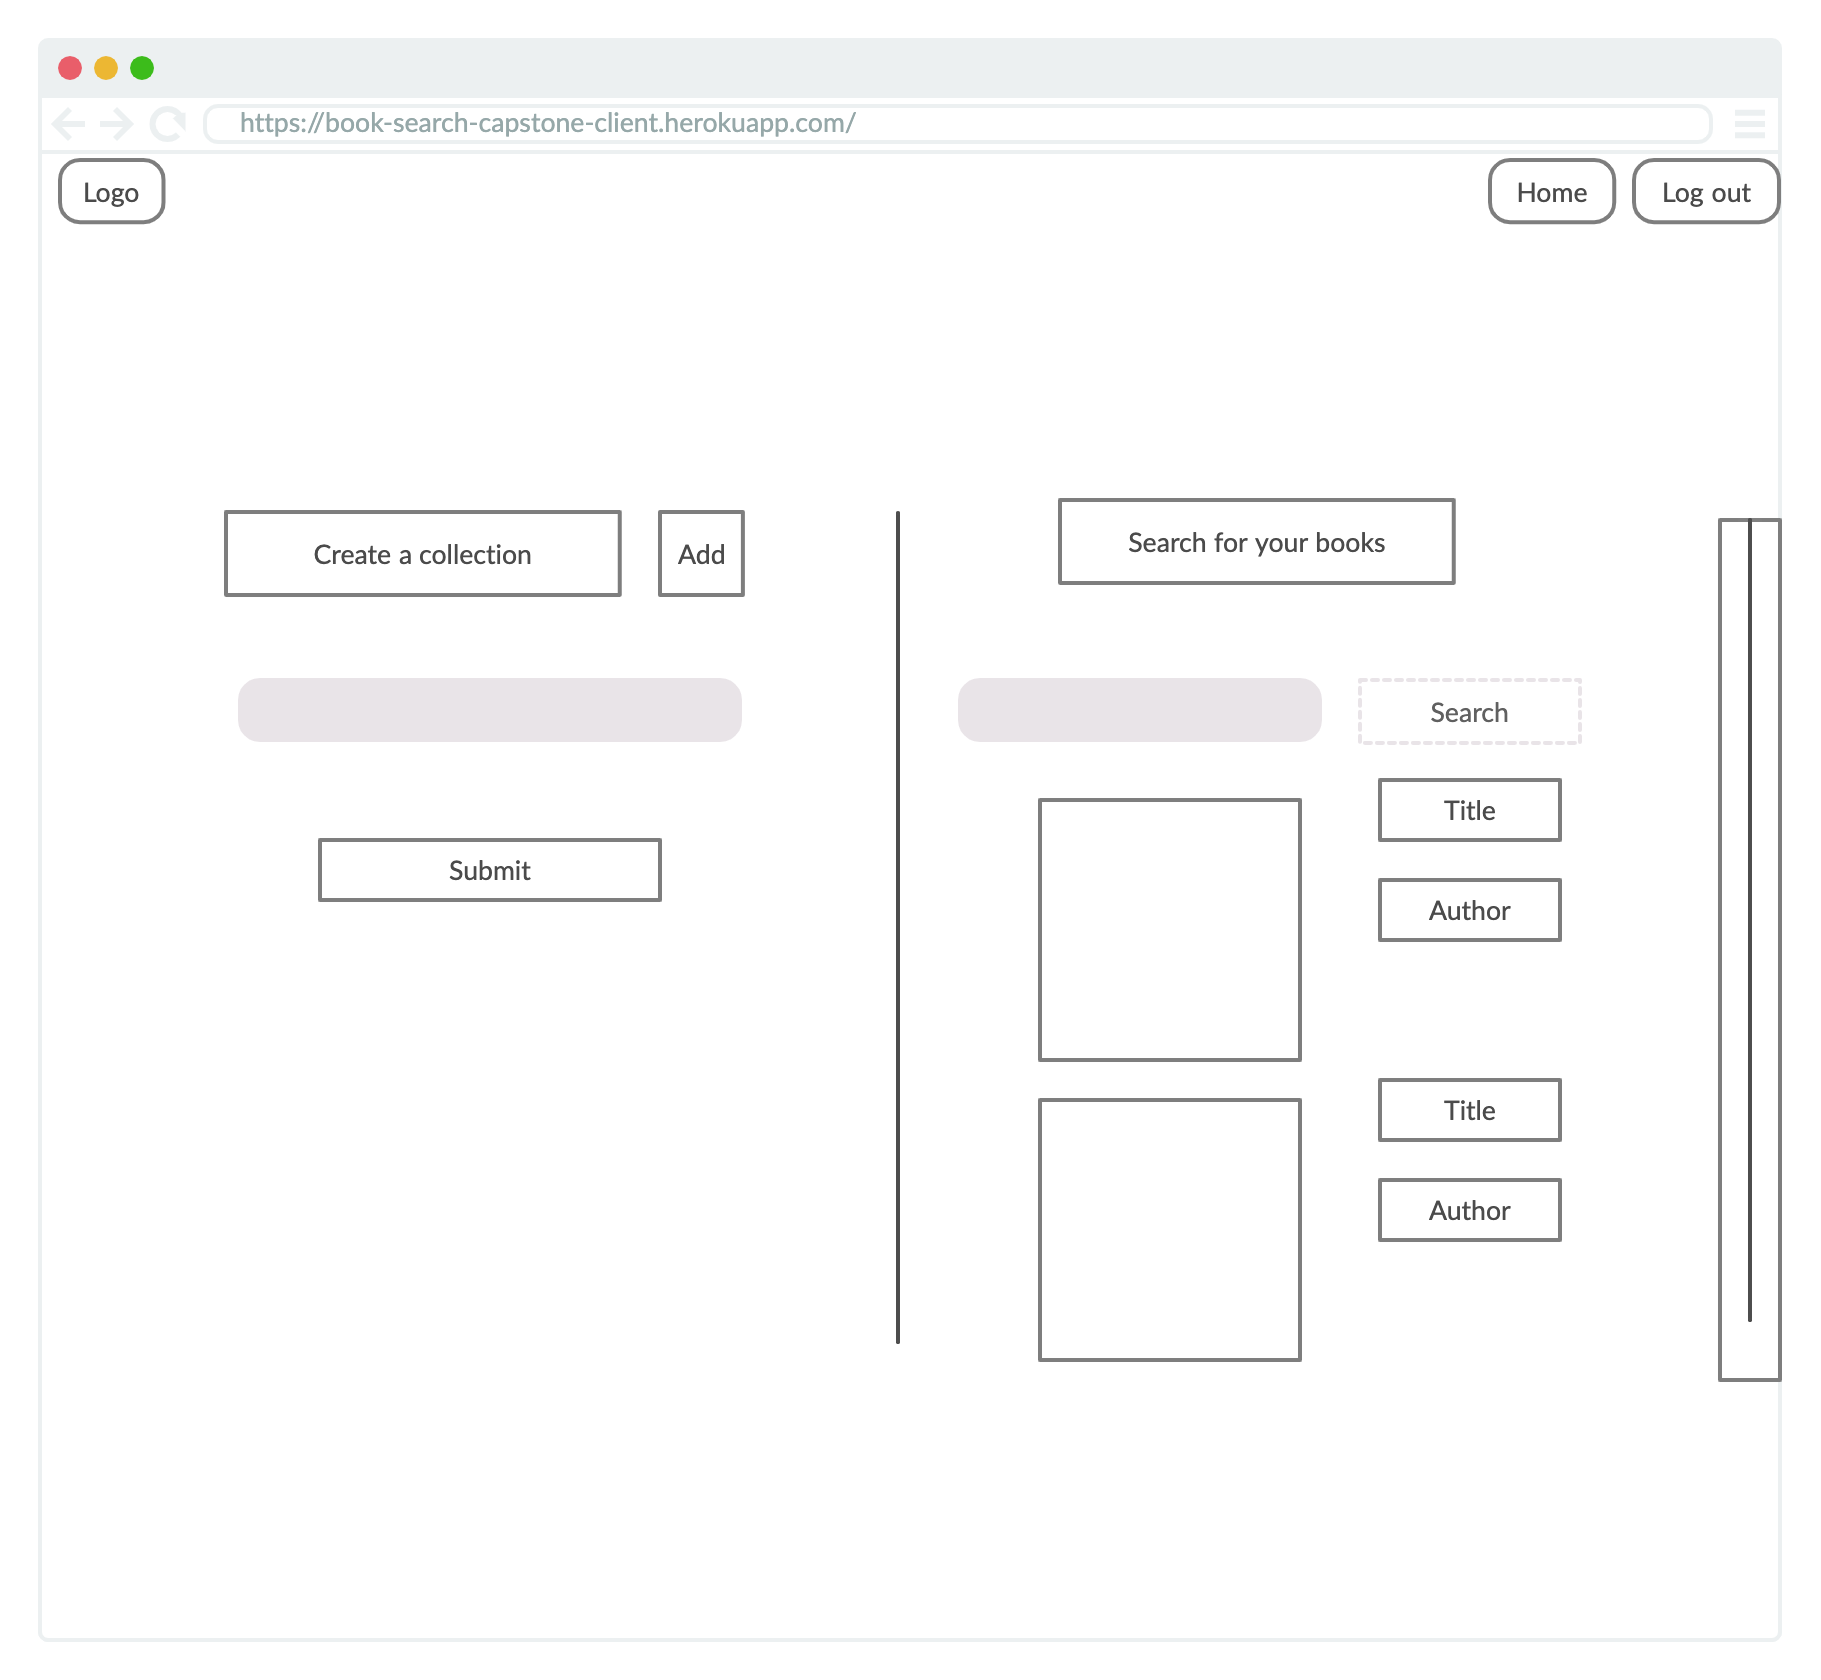 https://book-search-capstone-client.herokuapp.com/
Logo
Home
Log out
Create a collection
Add
Search for your books
Search
Submit
Title
Author
Title
Author